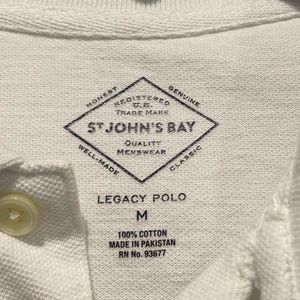 HONEST GENUINE
REGISTERED
U.S.
TRADE MARK
ST JOHN'S BAY
QUALITY
MENSWEAR
WELL-MADE CLASSIC
LEGACY POLO
M
100% COTTON
MADE IN PAKISTAN
RN No. 93677